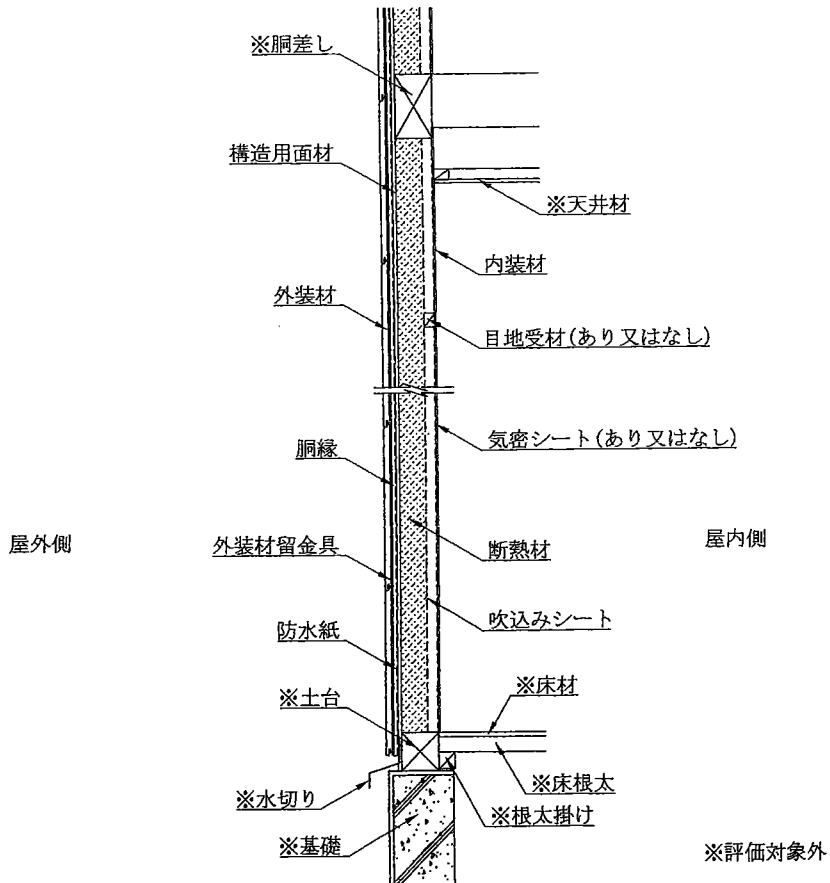 ※胴差し
構造用面材
※天井材
内装材
外装材
目地受材(あり又はなし)
気密シート(あり又はなし)
胴縁
屋外側
外装材留金具
断熱材
屋内側
吹込みシート
防水紙
※床材
※土台
※床根太
※水切り
※根太掛け
※基礎
※評価対象外